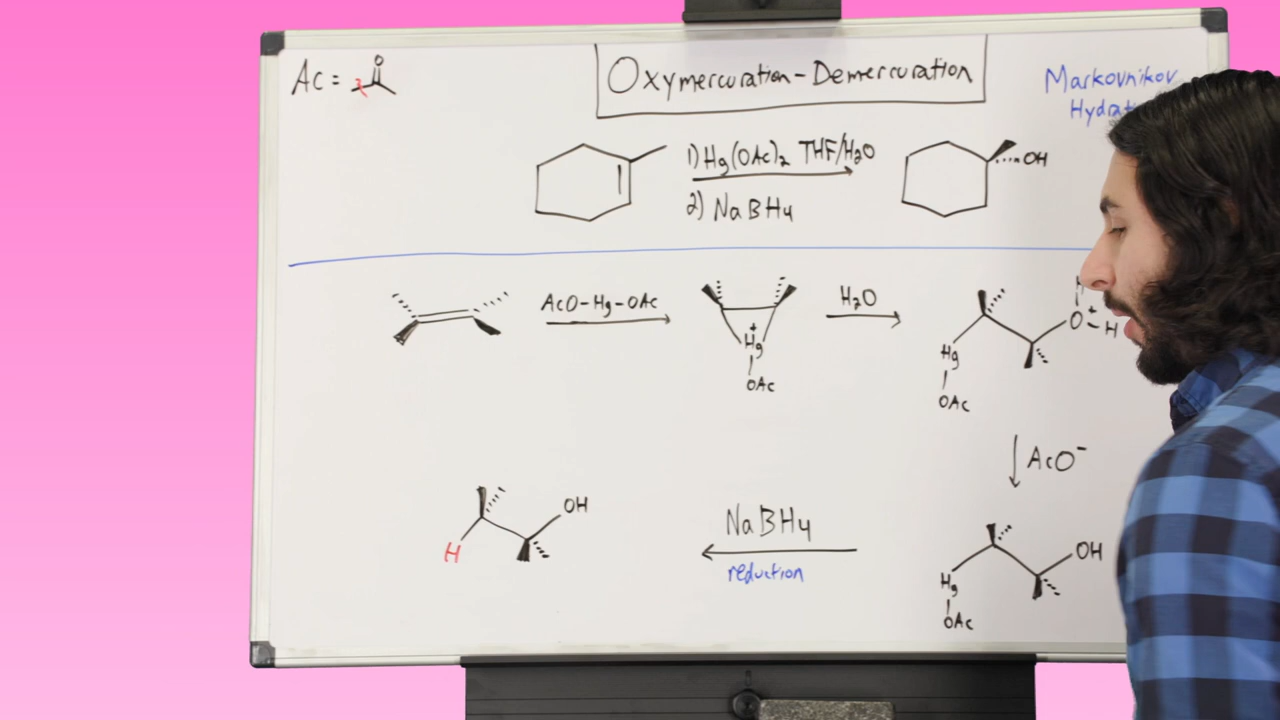 Ac = O
Oxymercuration-Demercuration
Markovnikov
1) Hg(OAc)2 THF/H2O
2) NaBH4
OH
AcO-Hg-OAc
Hg
+
OAc
H2O
Hg
OAc
H
O
+
H
AcO-
Hg
OAc
OH
NaBH4
reduction
H
OH